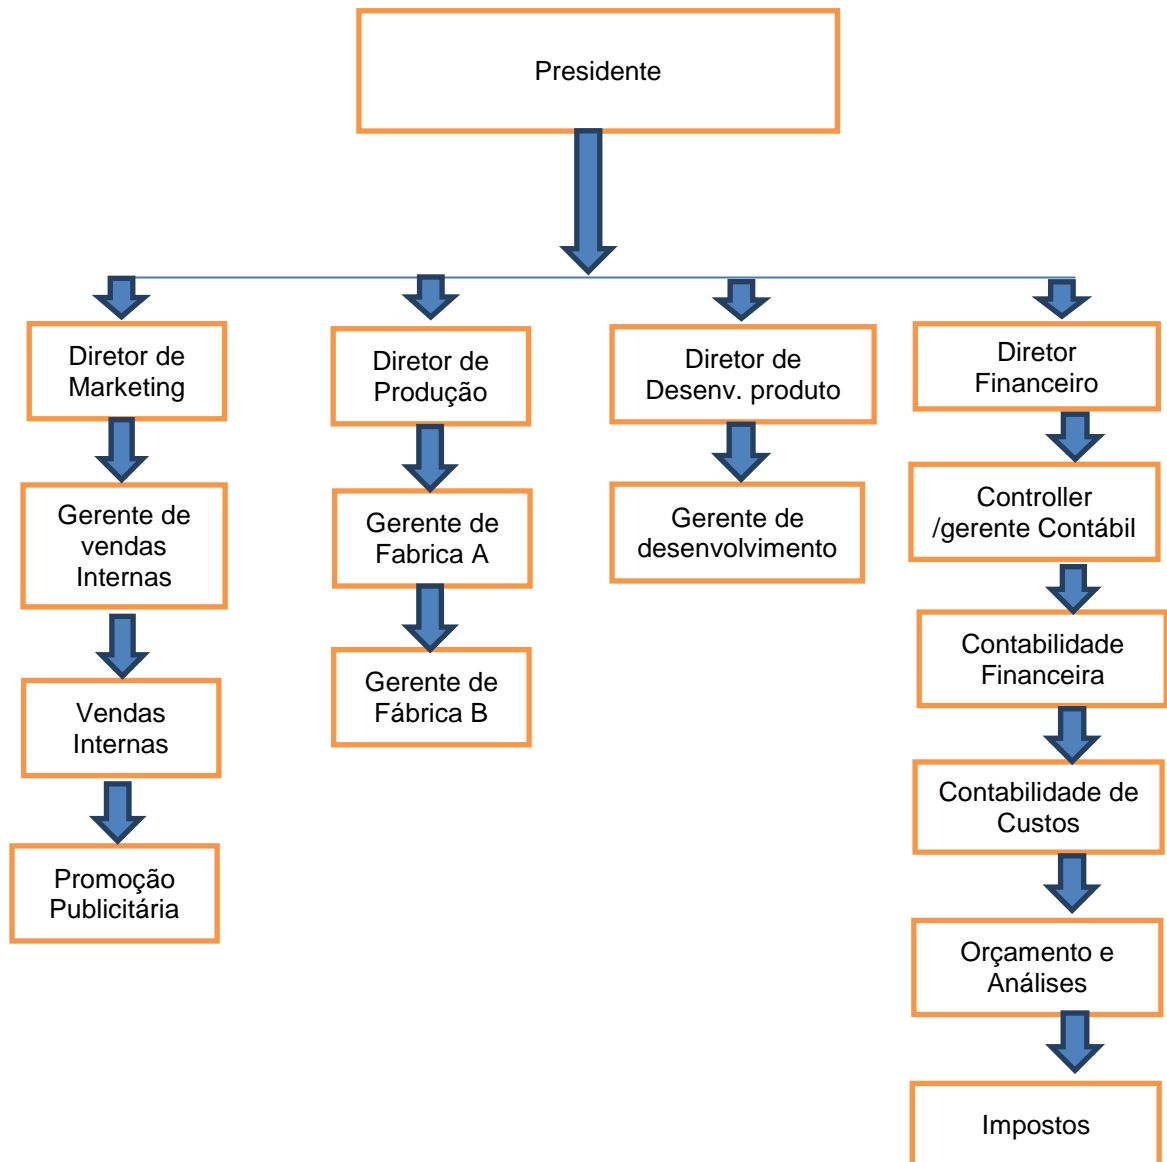 Presidente
Diretor de
Marketing
Diretor de
Produção
Diretor de
Desenv. produto
Diretor
Financeiro
Gerente de
vendas
Internas
Gerente de
Fabrica A
Gerente de
desenvolvimento
Controller
/gerente Contábil
Vendas
Internas
Gerente de
Fábrica B
Contabilidade
Financeira
Promoção
Publicitária
Contabilidade de
Custos
Orçamento e
Análises
Impostos